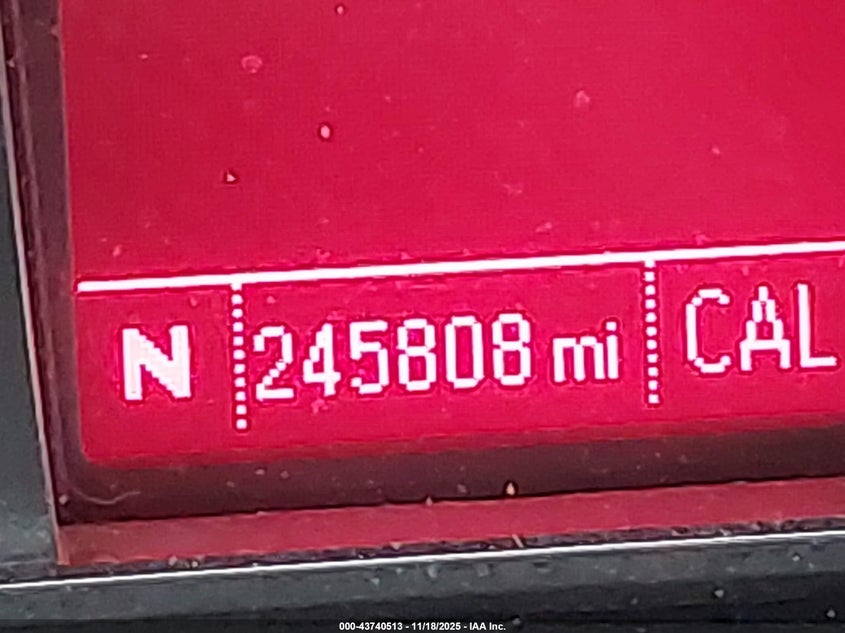 N 245808 mi CAL
000-43740513 - 11/18/2025 - IAA Inc.